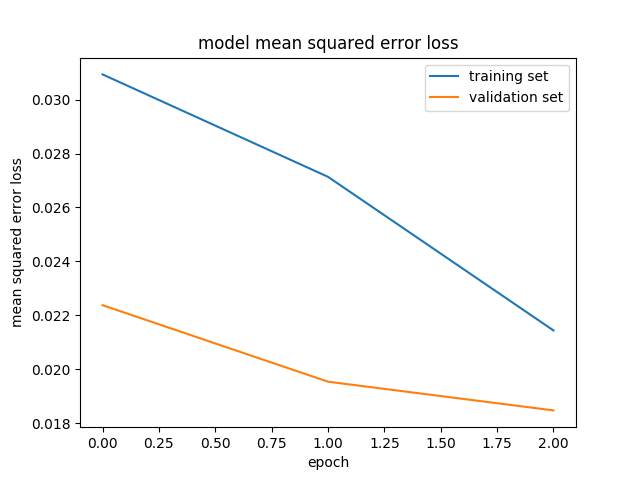 model mean squared error loss
training set
validation set
mean squared error loss
0.030
0.028
0.026
0.024
0.022
0.020
0.018
0.00 0.25 0.50 0.75 1.00 1.25 1.50 1.75 2.00
epoch